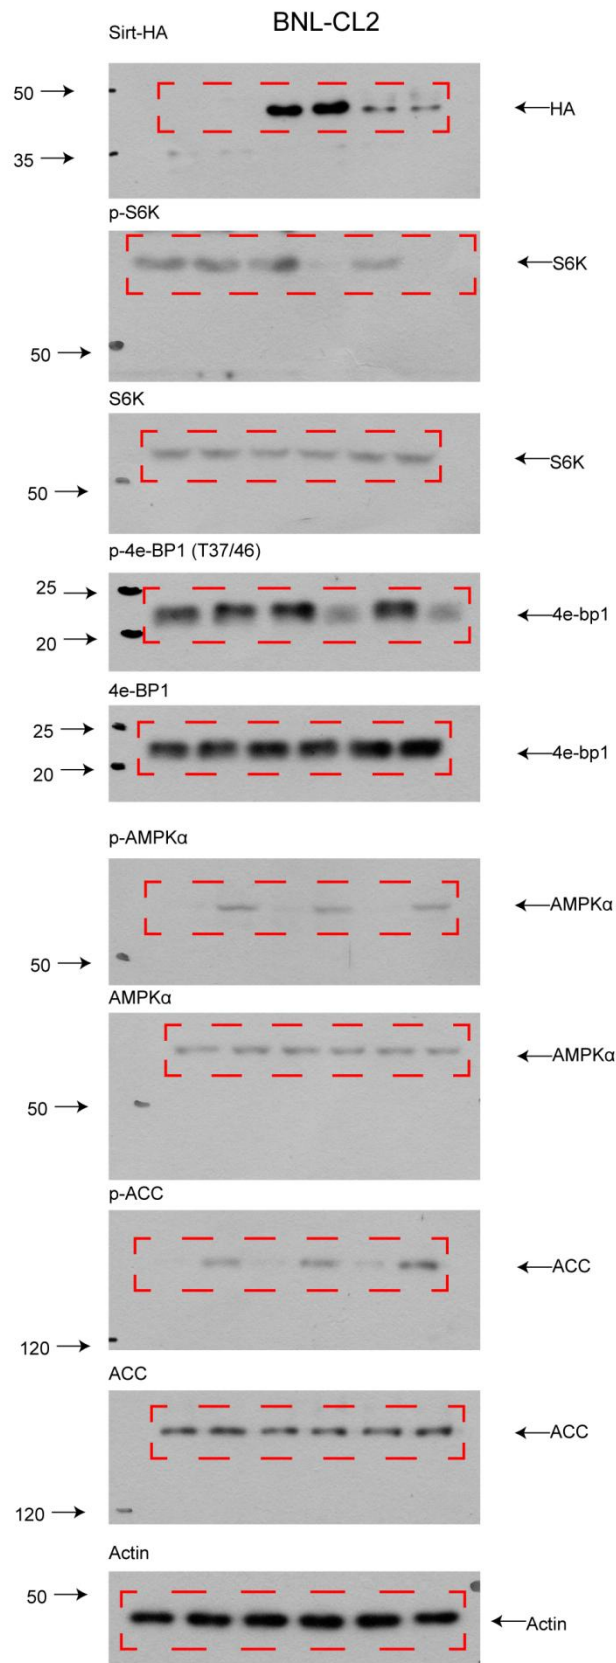 BNL-CL2
Sirt-HA
50
HA
35
p-S6K
S6K
50
S6K
S6K
50
p-4e-BP1 (T37/46)
25
4e-bp1
20
4e-BP1
25
4e-bp1
20
p-AMPKα
AMPKα
50
AMPKα
AMPKα
50
p-ACC
ACC
120
ACC
ACC
120
Actin
50
Actin